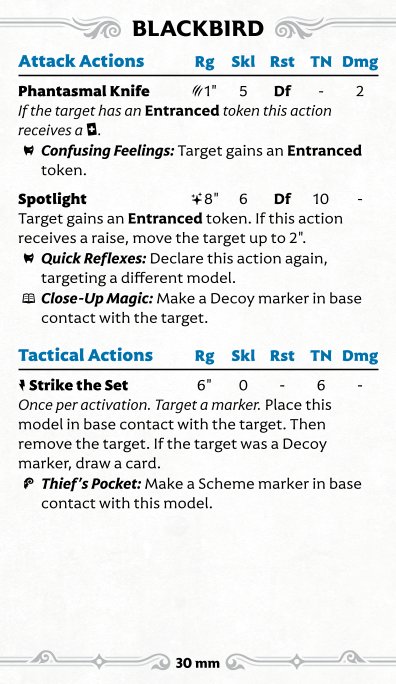 BLACKBIRD
Attack Actions Rg Skl Rst TN Dmg
Phantasmal Knife 1" 5 Df - 2
If the target has an Entranced token this action
receives a .
Confusing Feelings: Target gains an Entranced
token.
Spotlight 8" 6 Df 10 -
Target gains an Entranced token. If this action
receives a raise, move the target up to 2".
Quick Reflexes: Declare this action again,
targeting a different model.
Close-Up Magic: Make a Decoy marker in base
contact with the target.
Tactical Actions Rg Skl Rst TN Dmg
Strike the Set 6" 0 - 6 -
Once per activation. Target a marker. Place this
model in base contact with the target. Then
remove the target. If the target was a Decoy
marker, draw a card.
Thief's Pocket: Make a Scheme marker in base
contact with this model.
30 mm